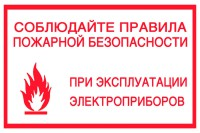 СОБЛЮДАЙТЕ ПРАВИЛА
ПОЖАРНОЙ БЕЗОПАСНОСТИ
ПРИ ЭКСПЛУАТАЦИИ
ЭЛЕКТРОПРИБОРОВ